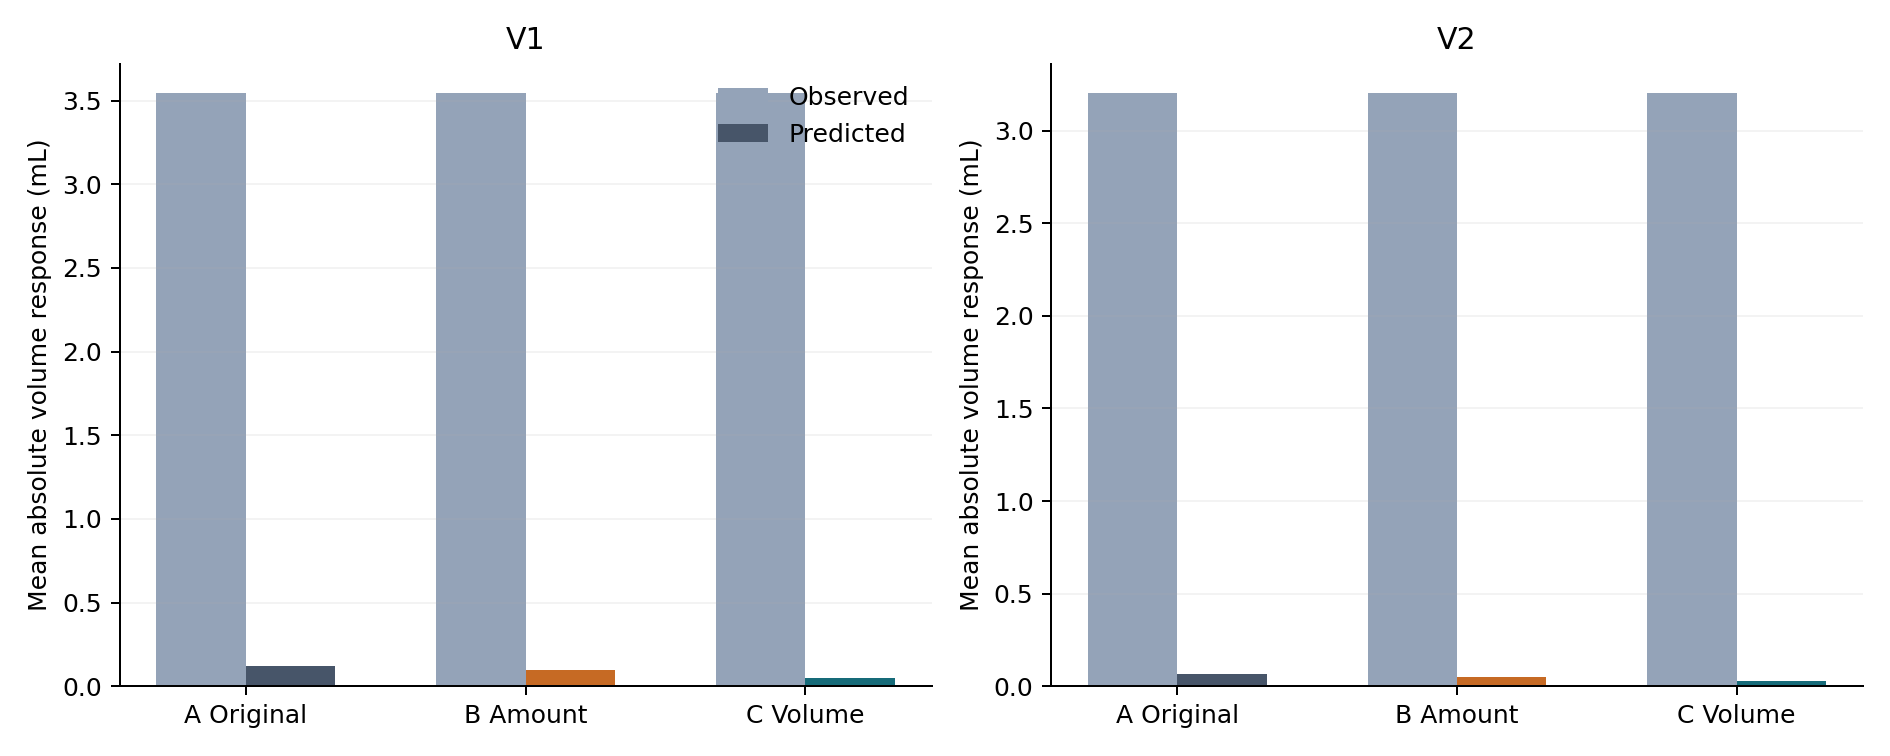 V1
Mean absolute volume response (mL)
3.5
3.0
2.5
2.0
1.5
1.0
0.5
0.0
Observed
Predicted
A Original
B Amount
C Volume
V2
Mean absolute volume response (mL)
3.0
2.5
2.0
1.5
1.0
0.5
0.0
A Original
B Amount
C Volume